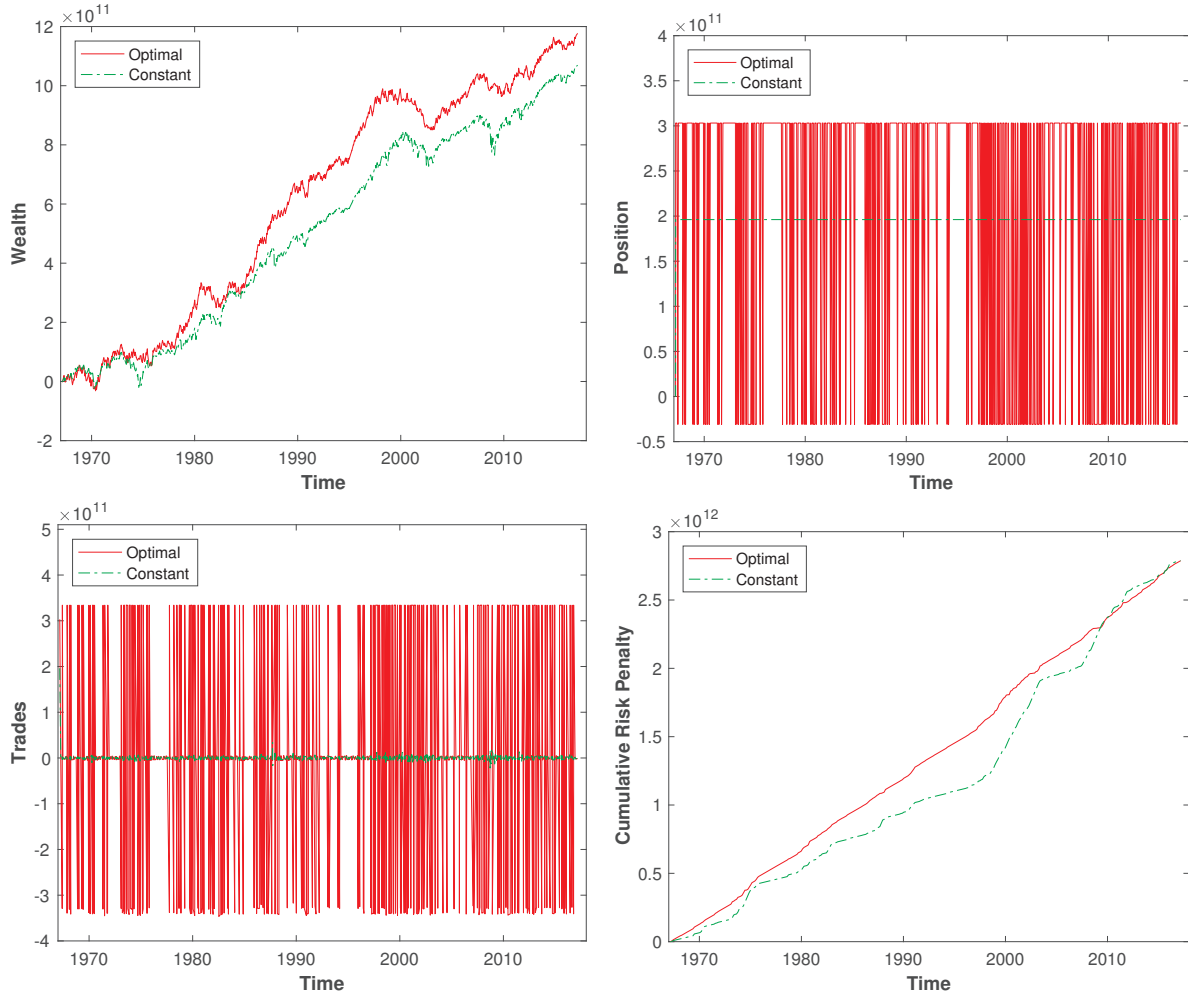 ×10^11
12
10
8
6
4
2
0
-2
Wealth
Optimal
Constant
1970 1980 1990 2000 2010
Time
×10^11
4
3.5
3
2.5
2
1.5
1
0.5
0
-0.5
Position
Optimal
Constant
1970 1980 1990 2000 2010
Time
×10^11
5
4
3
2
1
0
-1
-2
-3
-4
Trades
Optimal
Constant
1970 1980 1990 2000 2010
Time
×10^12
3
2.5
2
1.5
1
0.5
0
Cumulative Risk Penalty
Optimal
Constant
1970 1980 1990 2000 2010
Time